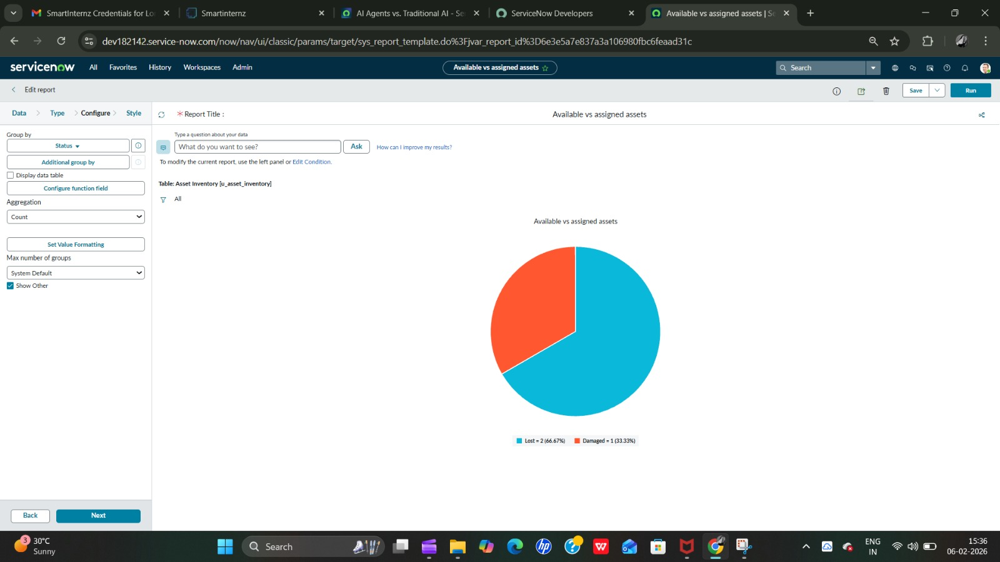 SmartInternz Credentials for Lo
Smartinternz
AI Agents vs. Traditional AI - Se
ServiceNow Developers
Available vs assigned assets | Se
dev182142.service-now.com/now/nav/ui/classic/params/target/sys_report_template.do%3Fjvar_report_id%3D6e3e5a7e837a3a106980fbc6feaad31c
servicenow
All
Favorites
History
Workspaces
Admin
Available vs assigned assets
Search
Edit report
Save
Run
Data
Type
Configure
Style
* Report Title :
Available vs assigned assets
Group by
Status
Additional group by
Display data table
Configure function field
Aggregation
Count
Set Value Formatting
Max number of groups
System Default
Show Other
Type a question about your data
What do you want to see?
Ask
How can I improve my results?
To modify the current report, use the left panel or Edit Condition.
Table: Asset Inventory [u_asset_inventory]
All
Available vs assigned assets
Lost = 2 (66.67%)
Damaged = 1 (33.33%)
Back
Next
3
30°C
Sunny
Search
hp
W
ENG
IN
15:36
06-02-2026